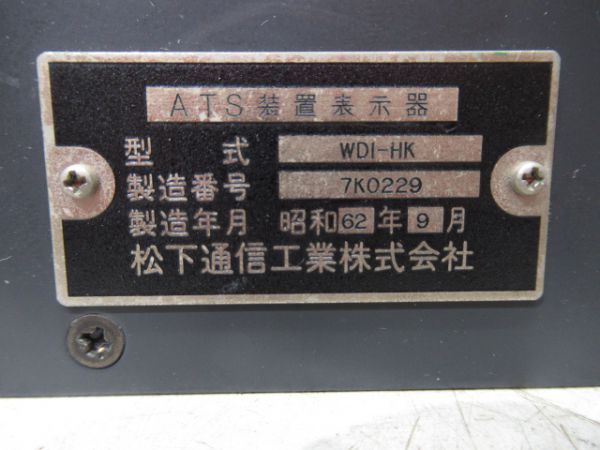 ATS装置表示器
型式 WDI-HK
製造番号 7K0229
製造年月 昭和62年9月
松下通信工業株式会社